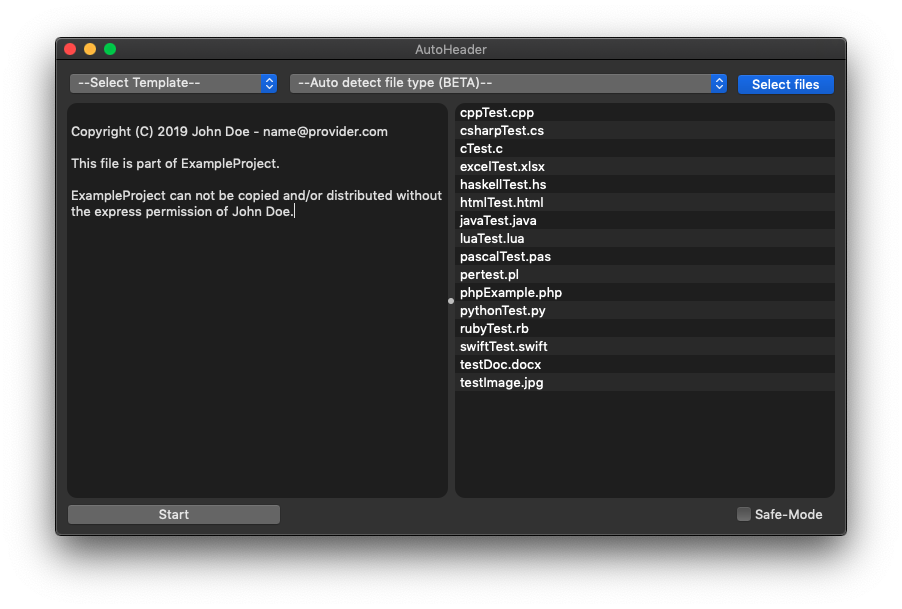 AutoHeader
--Select Template--
--Auto detect file type (BETA)--
Select files
Copyright (C) 2019 John Doe - name@provider.com
This file is part of ExampleProject.
ExampleProject can not be copied and/or distributed without
the express permission of John Doe.
cppTest.cpp
csharpTest.cs
cTest.c
excelTest.xlsx
haskellTest.hs
htmlTest.html
javaTest.java
luaTest.lua
pascalTest.pas
pertest.pl
phpExample.php
pythonTest.py
rubyTest.rb
swiftTest.swift
testDoc.docx
testImage.jpg
Start
Safe-Mode